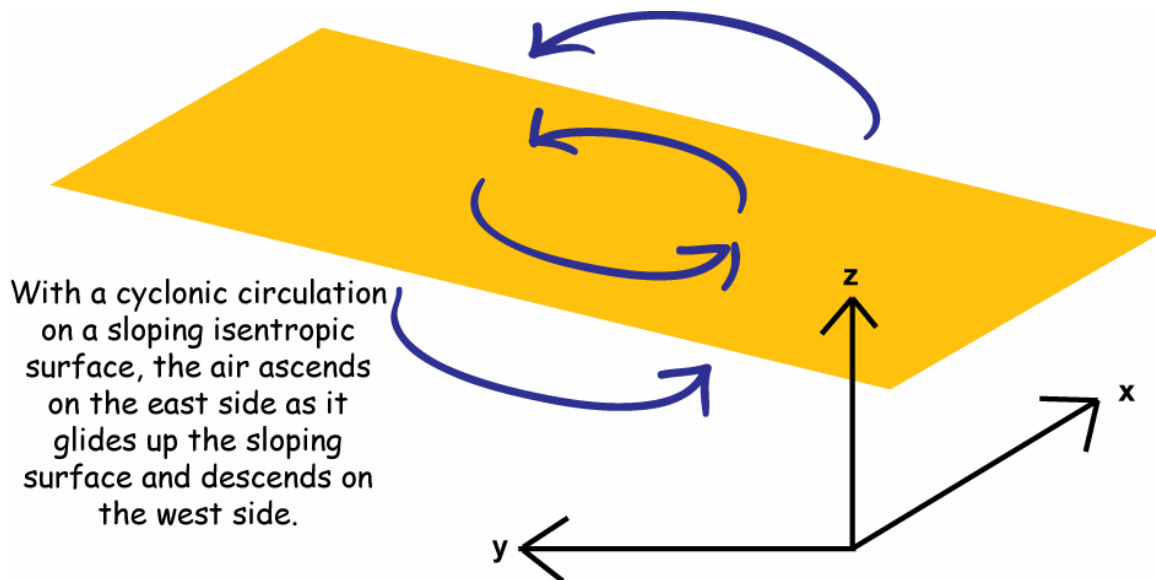 With a cyclonic circulation
on a sloping isentropic
surface, the air ascends
on the east side as it
glides up the sloping
surface and descends on
the west side.
z
x
y